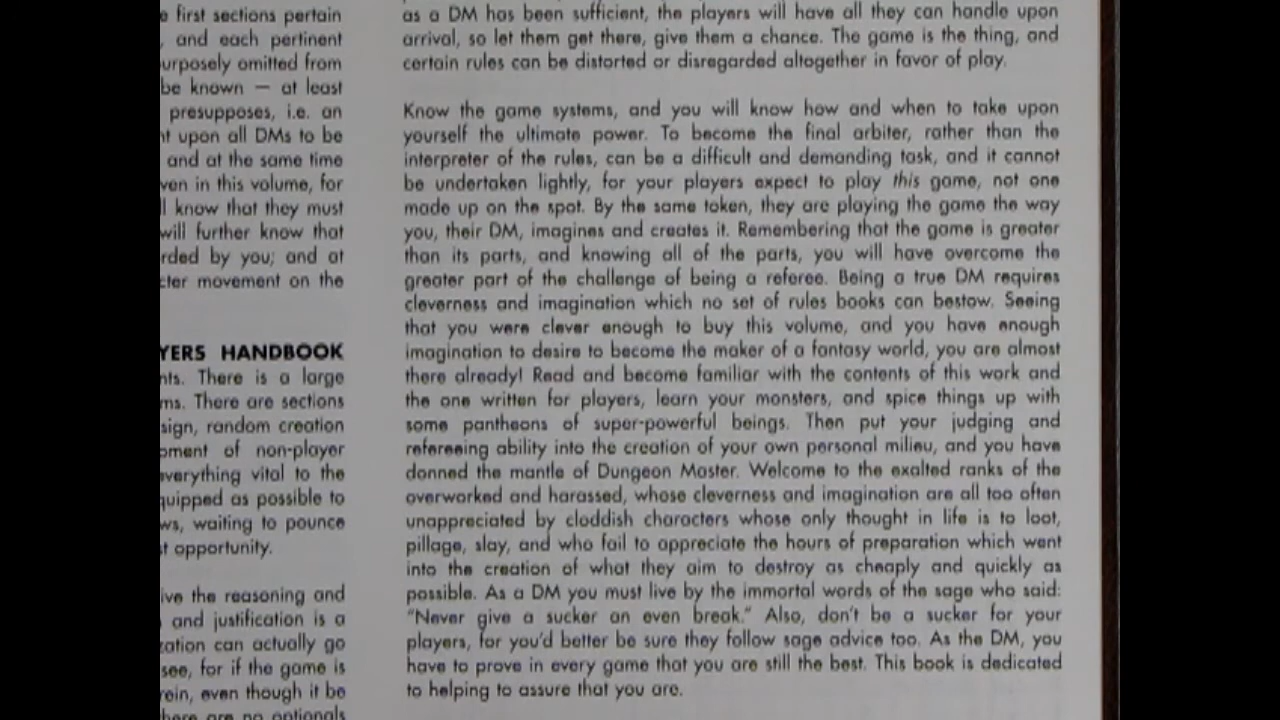 e first sections pertain
, and each pertinent
urposely omitted from
be known — at least
presupposes, i.e. an
nt upon all DMs to be
and at the same time
ven in this volume, for
l know that they must
will further know that
rded by you; and at
cter movement on the
YERS HANDBOOK
nts. There is a large
ms. There are sections
sign, random creation
pment of non-player
everything vital to the
quipped as possible to
ws, waiting to pounce
st opportunity.
ive the reasoning and
and justification is a
zation can actually go
see, for if the game is
rein, even though it be
here are no optionals
as a DM has been sufficient, the players will have all they can handle upon
arrival, so let them get there, give them a chance. The game is the thing, and
certain rules can be distorted or disregarded altogether in favor of play.
Know the game systems, and you will know how and when to take upon
yourself the ultimate power. To become the final arbiter, rather than the
interpreter of the rules, can be a difficult and demanding task, and it cannot
be undertaken lightly, for your players expect to play this game, not one
made up on the spot. By the same token, they are playing the game the way
you, their DM, imagines and creates it. Remembering that the game is greater
than its parts, and knowing all of the parts, you will have overcome the
greater part of the challenge of being a referee. Being a true DM requires
cleverness and imagination which no set of rules books can bestow. Seeing
that you were clever enough to buy this volume, and you have enough
imagination to desire to become the maker of a fantasy world, you are almost
there already! Read and become familiar with the contents of this work and
the one written for players, learn your monsters, and spice things up with
some pantheons of super-powerful beings. Then put your judging and
refereeing ability into the creation of your own personal milieu, and you have
donned the mantle of Dungeon Master. Welcome to the exalted ranks of the
overworked and harassed, whose cleverness and imagination are all too often
unappreciated by cloddish characters whose only thought in life is to loot,
pillage, slay, and who fail to appreciate the hours of preparation which went
into the creation of what they aim to destroy as cheaply and quickly as
possible. As a DM you must live by the immortal words of the sage who said:
"Never give a sucker an even break." Also, don't be a sucker for your
players, for you'd better be sure they follow sage advice too. As the DM, you
have to prove in every game that you are still the best. This book is dedicated
to helping to assure that you are.